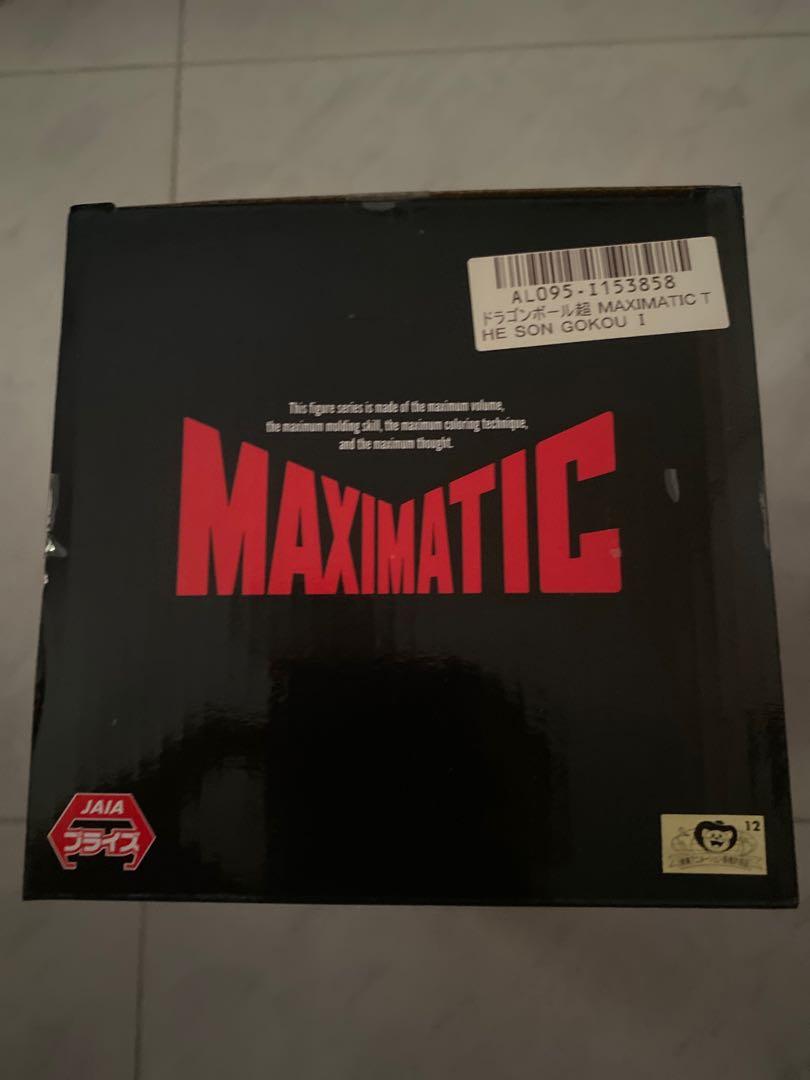 AL095-I153858
ドラゴンボール超 MAXIMATIC T
HE SON GOKOU I
This figure series is made of the maximum volume,
the maximum molding skill, the maximum coloring technique,
and the maximum thought.
MAXIMATIC
JAIA
プライズ
12